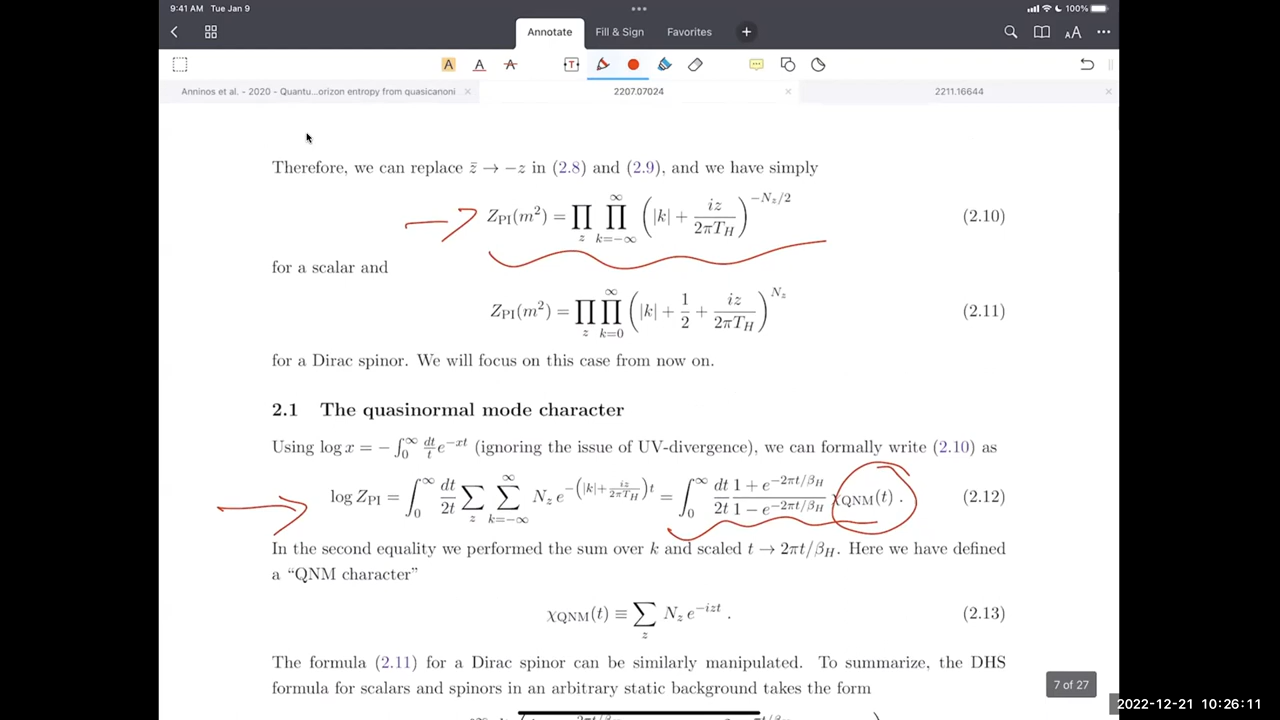 9:41 AM Tue Jan 9
100%
Annotate Fill & Sign Favorites
Anninos et al. - 2020 - Quantu...orizon entropy from quasicanoni
2207.07024
2211.16644
Therefore, we can replace z̄ → −z in (2.8) and (2.9), and we have simply
Z_PI(m²) = ∏_z ∏_{k=−∞}^{∞} (|k| + iz/(2πT_H))^{−N_z/2} (2.10)
for a scalar and
Z_PI(m²) = ∏_z ∏_{k=0}^{∞} (|k| + 1/2 + iz/(2πT_H))^{N_z} (2.11)
for a Dirac spinor. We will focus on this case from now on.
2.1 The quasinormal mode character
Using log x = −∫_0^∞ dt/t e^{−xt} (ignoring the issue of UV-divergence), we can formally write (2.10) as
log Z_PI = ∫_0^∞ dt/2t ∑_z ∑_{k=−∞}^{∞} N_z e^{−(|k|+iz/(2πT_H))t} = ∫_0^∞ dt/2t (1 + e^{−2πt/β_H})/(1 − e^{−2πt/β_H}) χ_QNM(t) . (2.12)
In the second equality we performed the sum over k and scaled t → 2πt/β_H. Here we have defined
a “QNM character”
χ_QNM(t) ≡ ∑_z N_z e^{−izt} . (2.13)
The formula (2.11) for a Dirac spinor can be similarly manipulated. To summarize, the DHS
formula for scalars and spinors in an arbitrary static background takes the form
7 of 27
2022-12-21 10:26:11